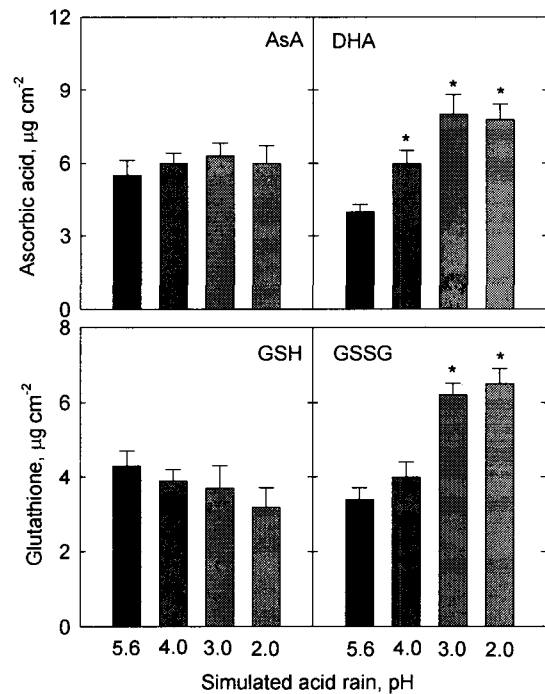 12
9
6
3
0
Ascorbic acid, µg cm⁻²
AsA
DHA
*
*
*
8
6
4
2
0
Glutathione, µg cm⁻²
GSH
GSSG
*
*
5.6 4.0 3.0 2.0 5.6 4.0 3.0 2.0
Simulated acid rain, pH